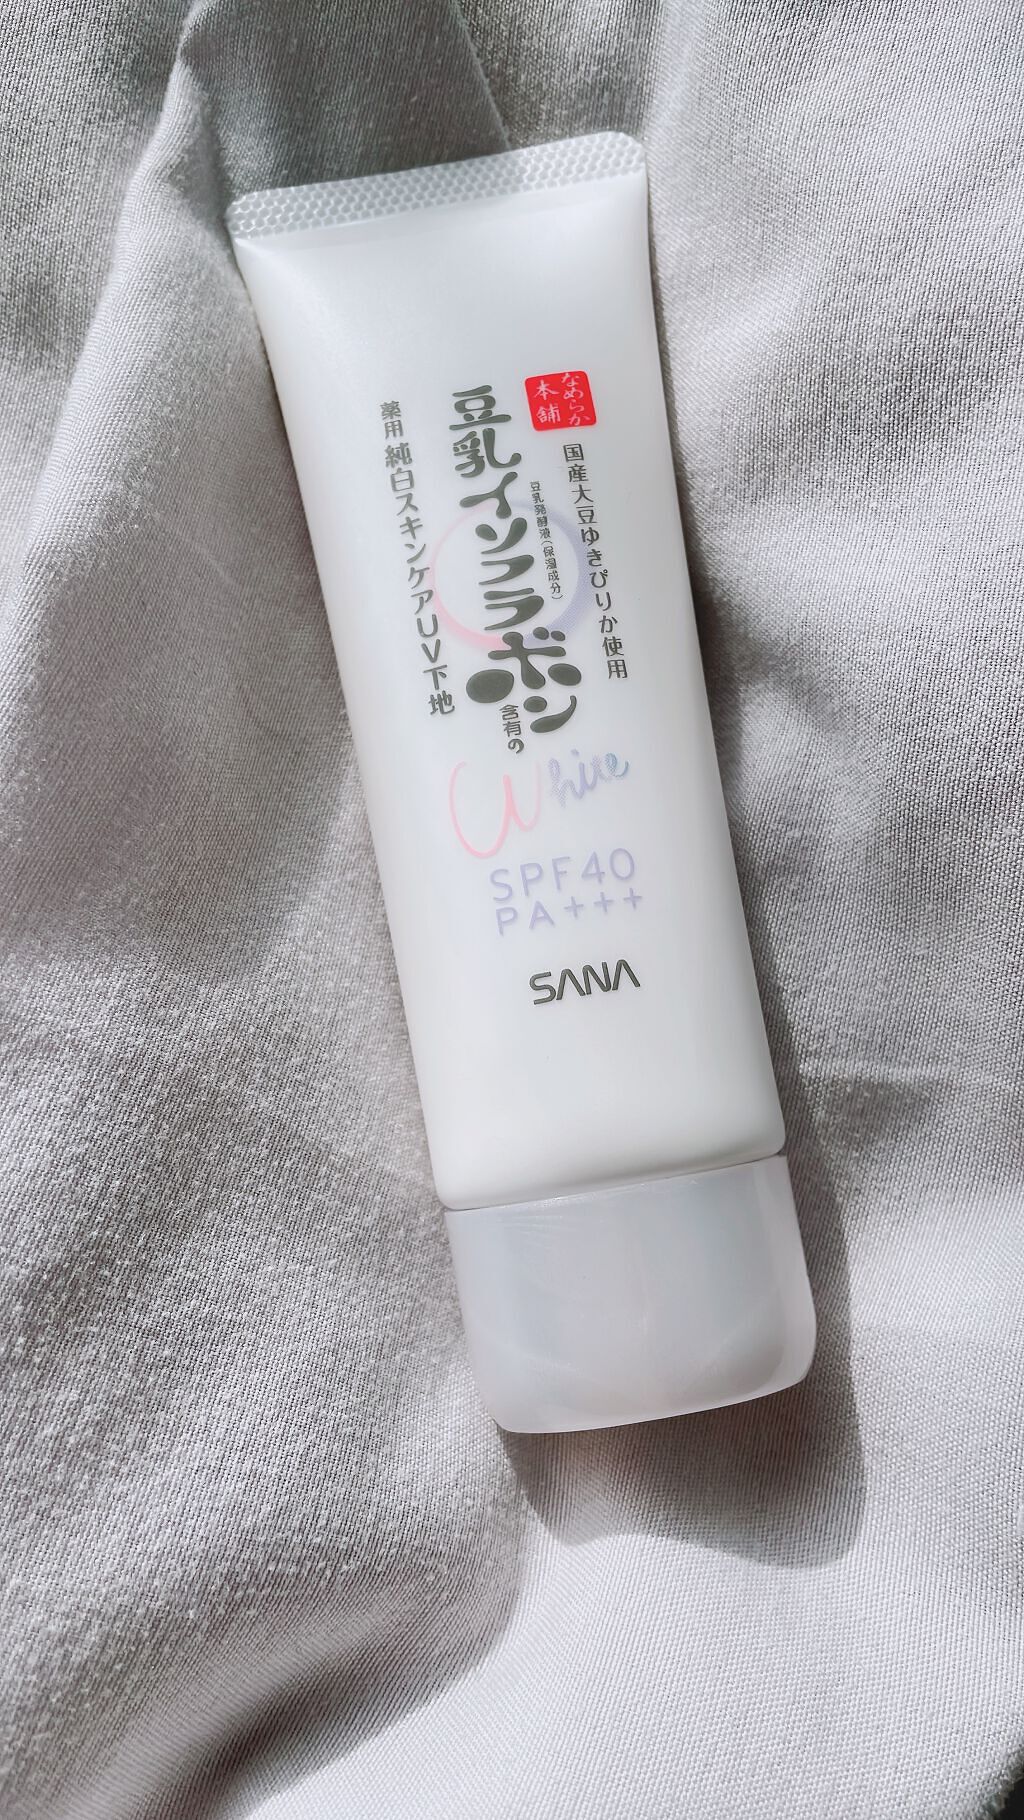 なめらか
本舗
国産大豆ゆきぴりか使用
豆乳発酵液(保湿成分)
豆乳イソフラボン
含有の
薬用 純白スキンケアUV下地
White
SPF40
PA+++
SANA